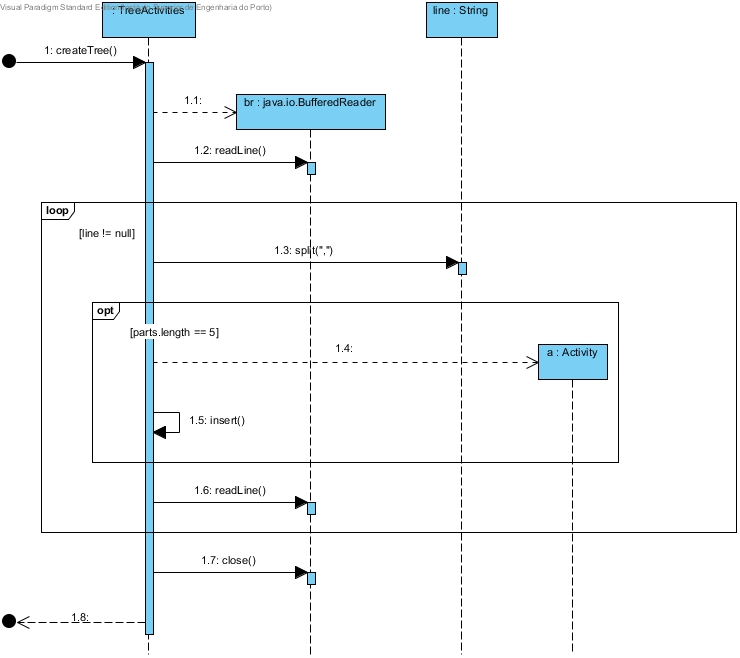 Visual Paradigm Standard Edition de Engenharia do Porto)
: TreeActivities
line : String
1: createTree()
1.1:
br : java.io.BufferedReader
1.2: readLine()
loop
[line != null]
1.3: split(",")
opt
[parts.length == 5]
1.4:
a : Activity
1.5: insert()
1.6: readLine()
1.7: close()
1.8: